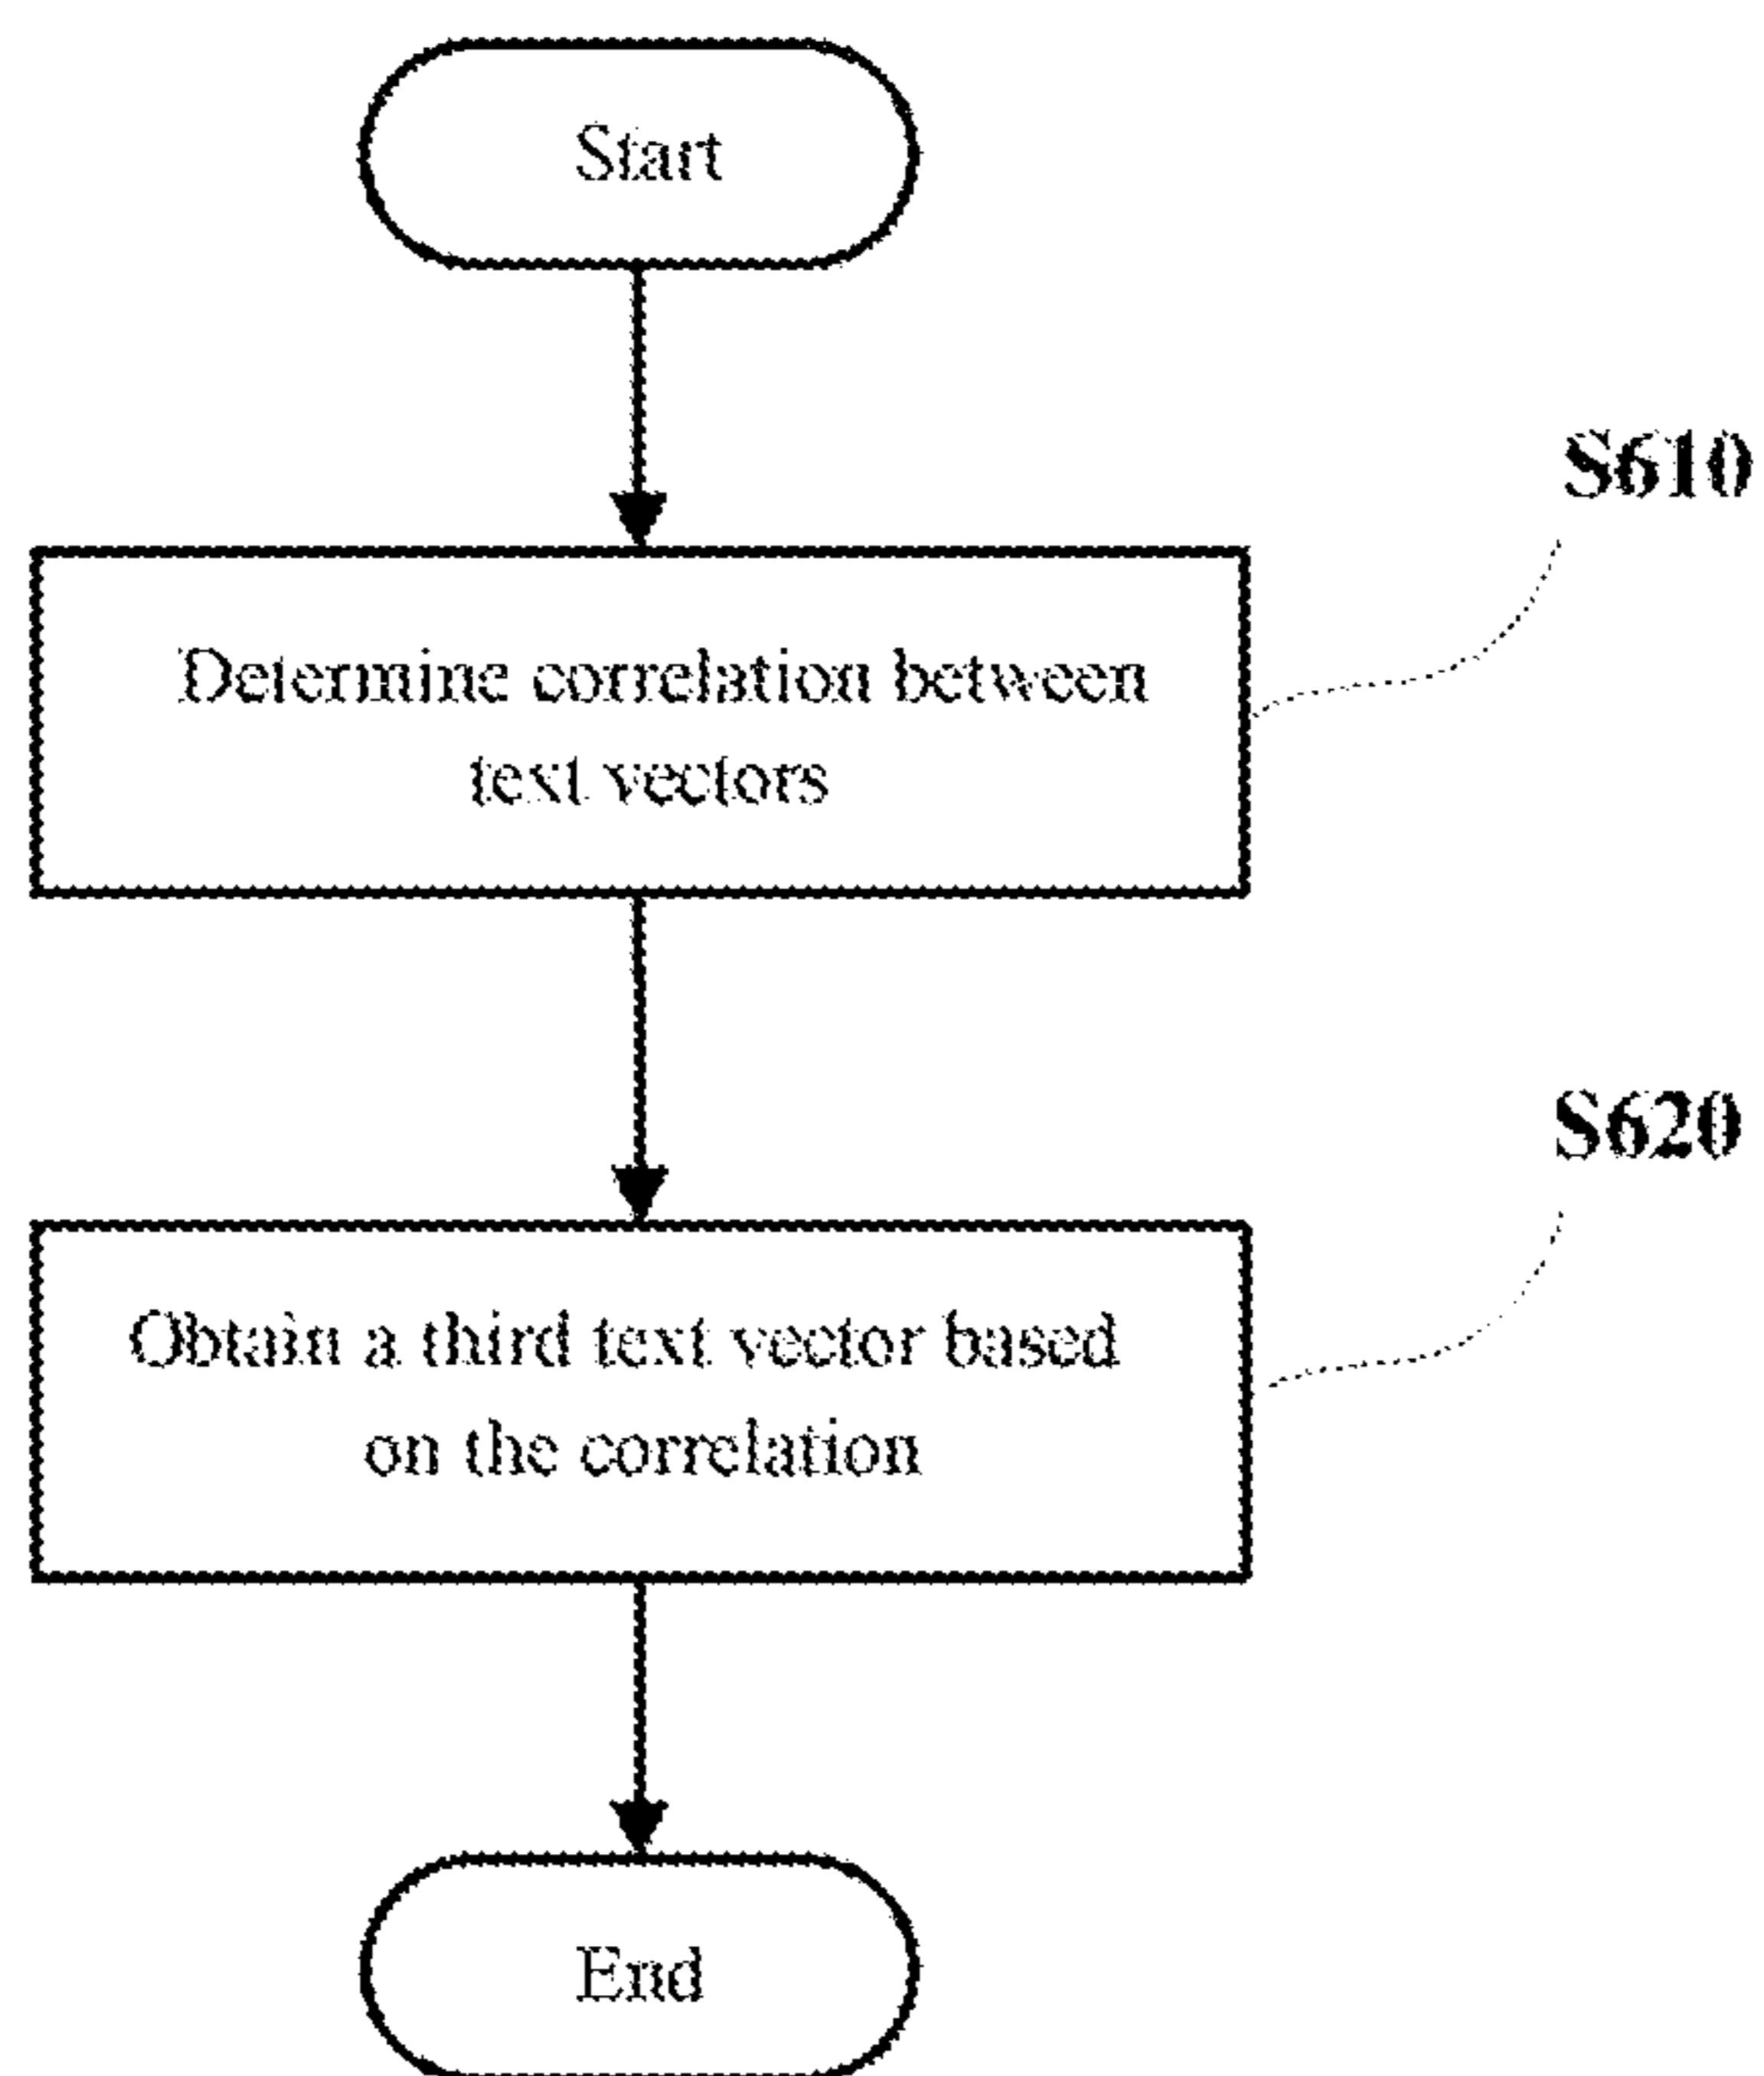 Start
S610
Determine correlation between
text vectors
S620
Obtain a third text vector based
on the correlation
End